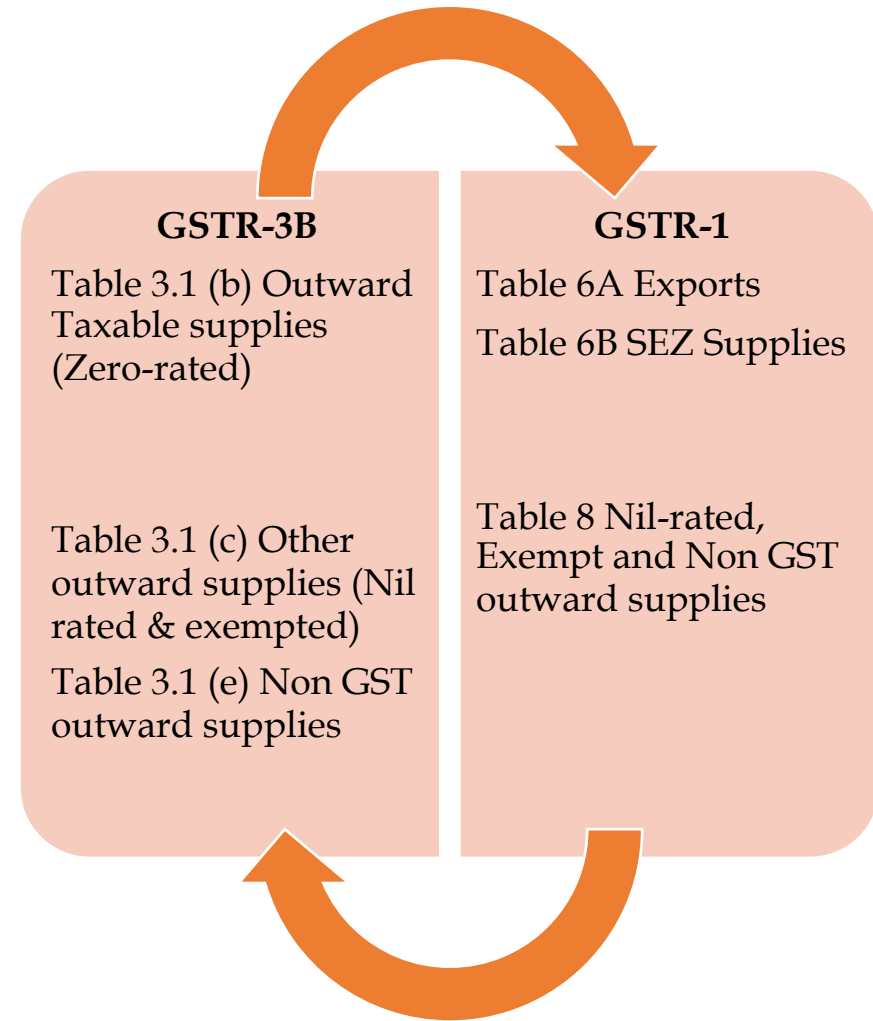 GSTR-3B
Table 3.1 (b) Outward
Taxable supplies
(Zero-rated)
Table 3.1 (c) Other
outward supplies (Nil
rated & exempted)
Table 3.1 (e) Non GST
outward supplies
GSTR-1
Table 6A Exports
Table 6B SEZ Supplies
Table 8 Nil-rated,
Exempt and Non GST
outward supplies